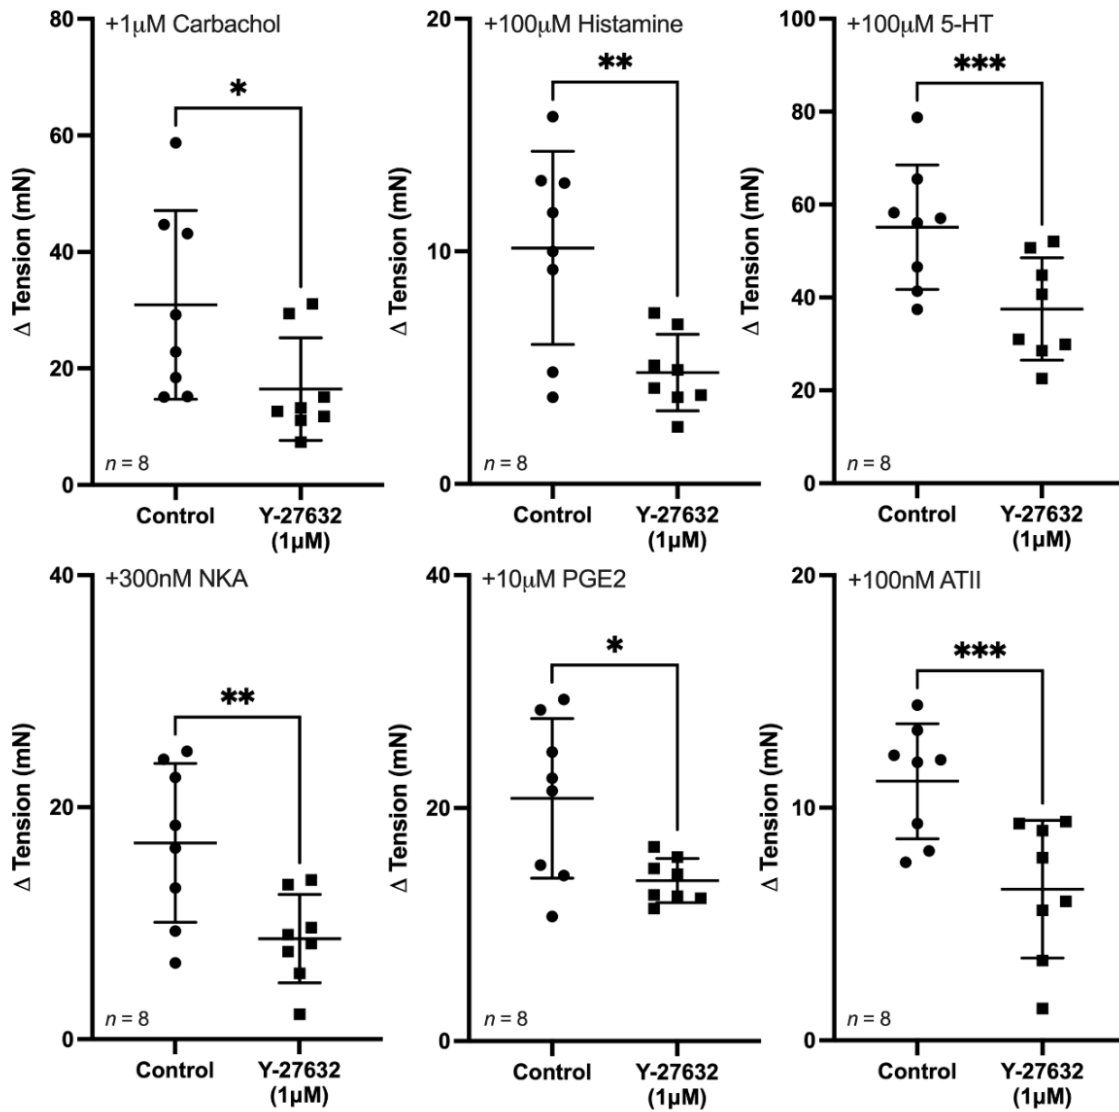 +1μM Carbachol
*
Δ Tension (mN)
80
60
40
20
0
n = 8
Control
Y-27632
(1μM)
+100μM Histamine
**
Δ Tension (mN)
20
10
0
n = 8
Control
Y-27632
(1μM)
+100μM 5-HT
***
Δ Tension (mN)
100
80
60
40
20
0
n = 8
Control
Y-27632
(1μM)
+300nM NKA
**
Δ Tension (mN)
40
20
0
n = 8
Control
Y-27632
(1μM)
+10μM PGE2
*
Δ Tension (mN)
40
20
0
n = 8
Control
Y-27632
(1μM)
+100nM ATII
***
Δ Tension (mN)
20
10
0
n = 8
Control
Y-27632
(1μM)